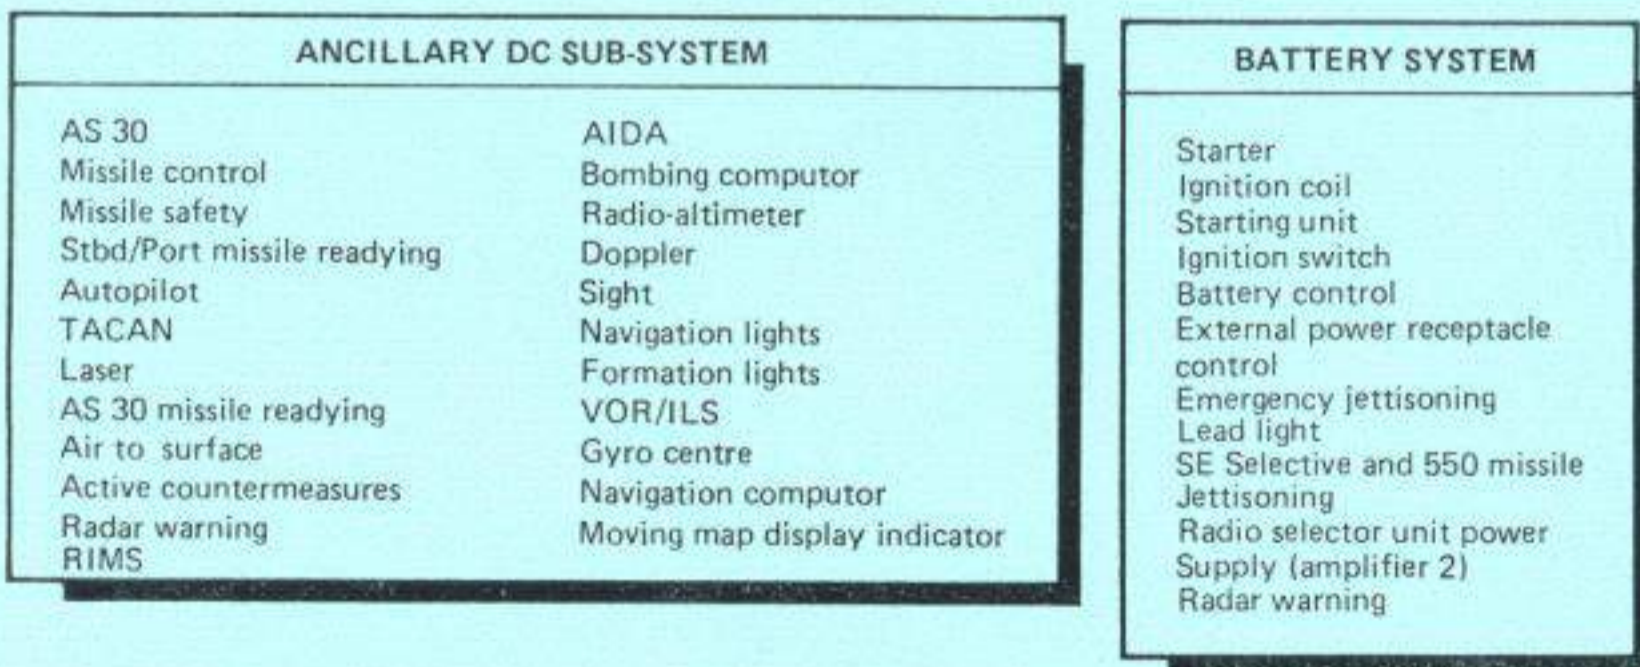 ANCILLARY DC SUB-SYSTEM
AS 30
Missile control
Missile safety
Stbd/Port missile readying
Autopilot
TACAN
Laser
AS 30 missile readying
Air to surface
Active countermeasures
Radar warning
RIMS
AIDA
Bombing computor
Radio-altimeter
Doppler
Sight
Navigation lights
Formation lights
VOR/ILS
Gyro centre
Navigation computor
Moving map display indicator
BATTERY SYSTEM
Starter
Ignition coil
Starting unit
Ignition switch
Battery control
External power receptacle
control
Emergency jettisoning
Lead light
SE Selective and 550 missile
Jettisoning
Radio selector unit power
Supply (amplifier 2)
Radar warning